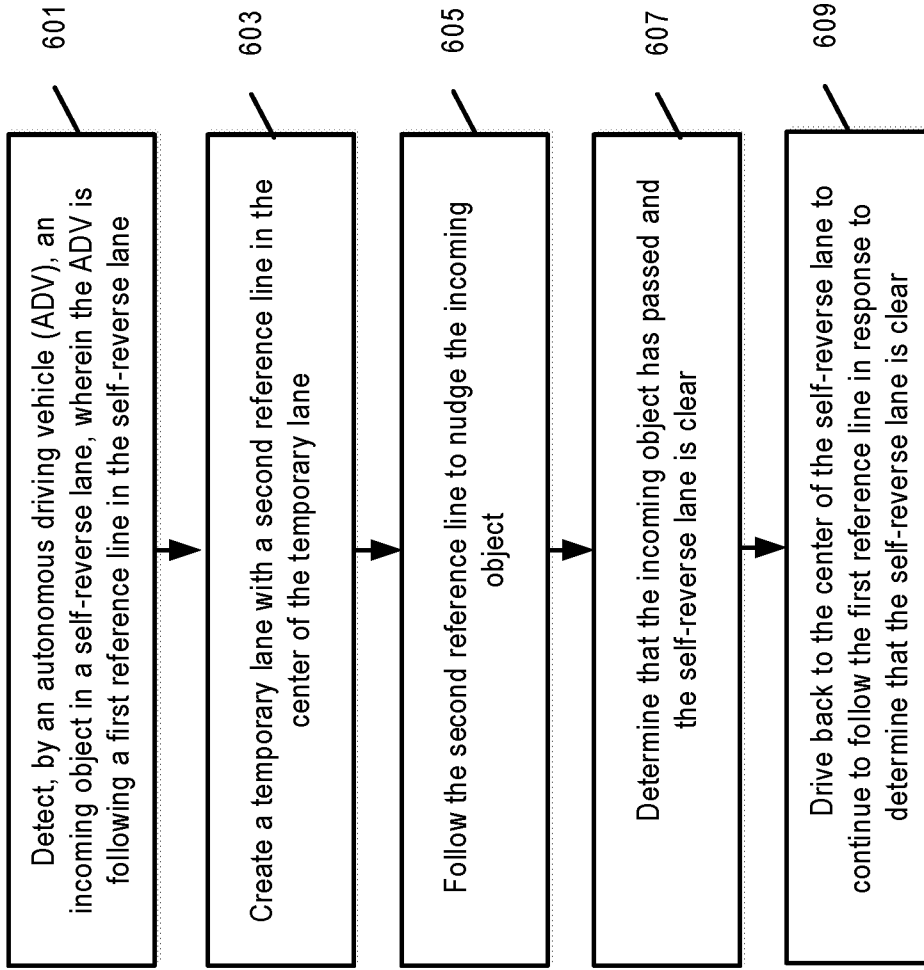 601
Detect, by an autonomous driving vehicle (ADV), an
incoming object in a self-reverse lane, wherein the ADV is
following a first reference line in the self-reverse lane
603
Create a temporary lane with a second reference line in the
center of the temporary lane
605
Follow the second reference line to nudge the incoming
object
607
Determine that the incoming object has passed and
the self-reverse lane is clear
609
Drive back to the center of the self-reverse lane to
continue to follow the first reference line in response to
determine that the self-reverse lane is clear